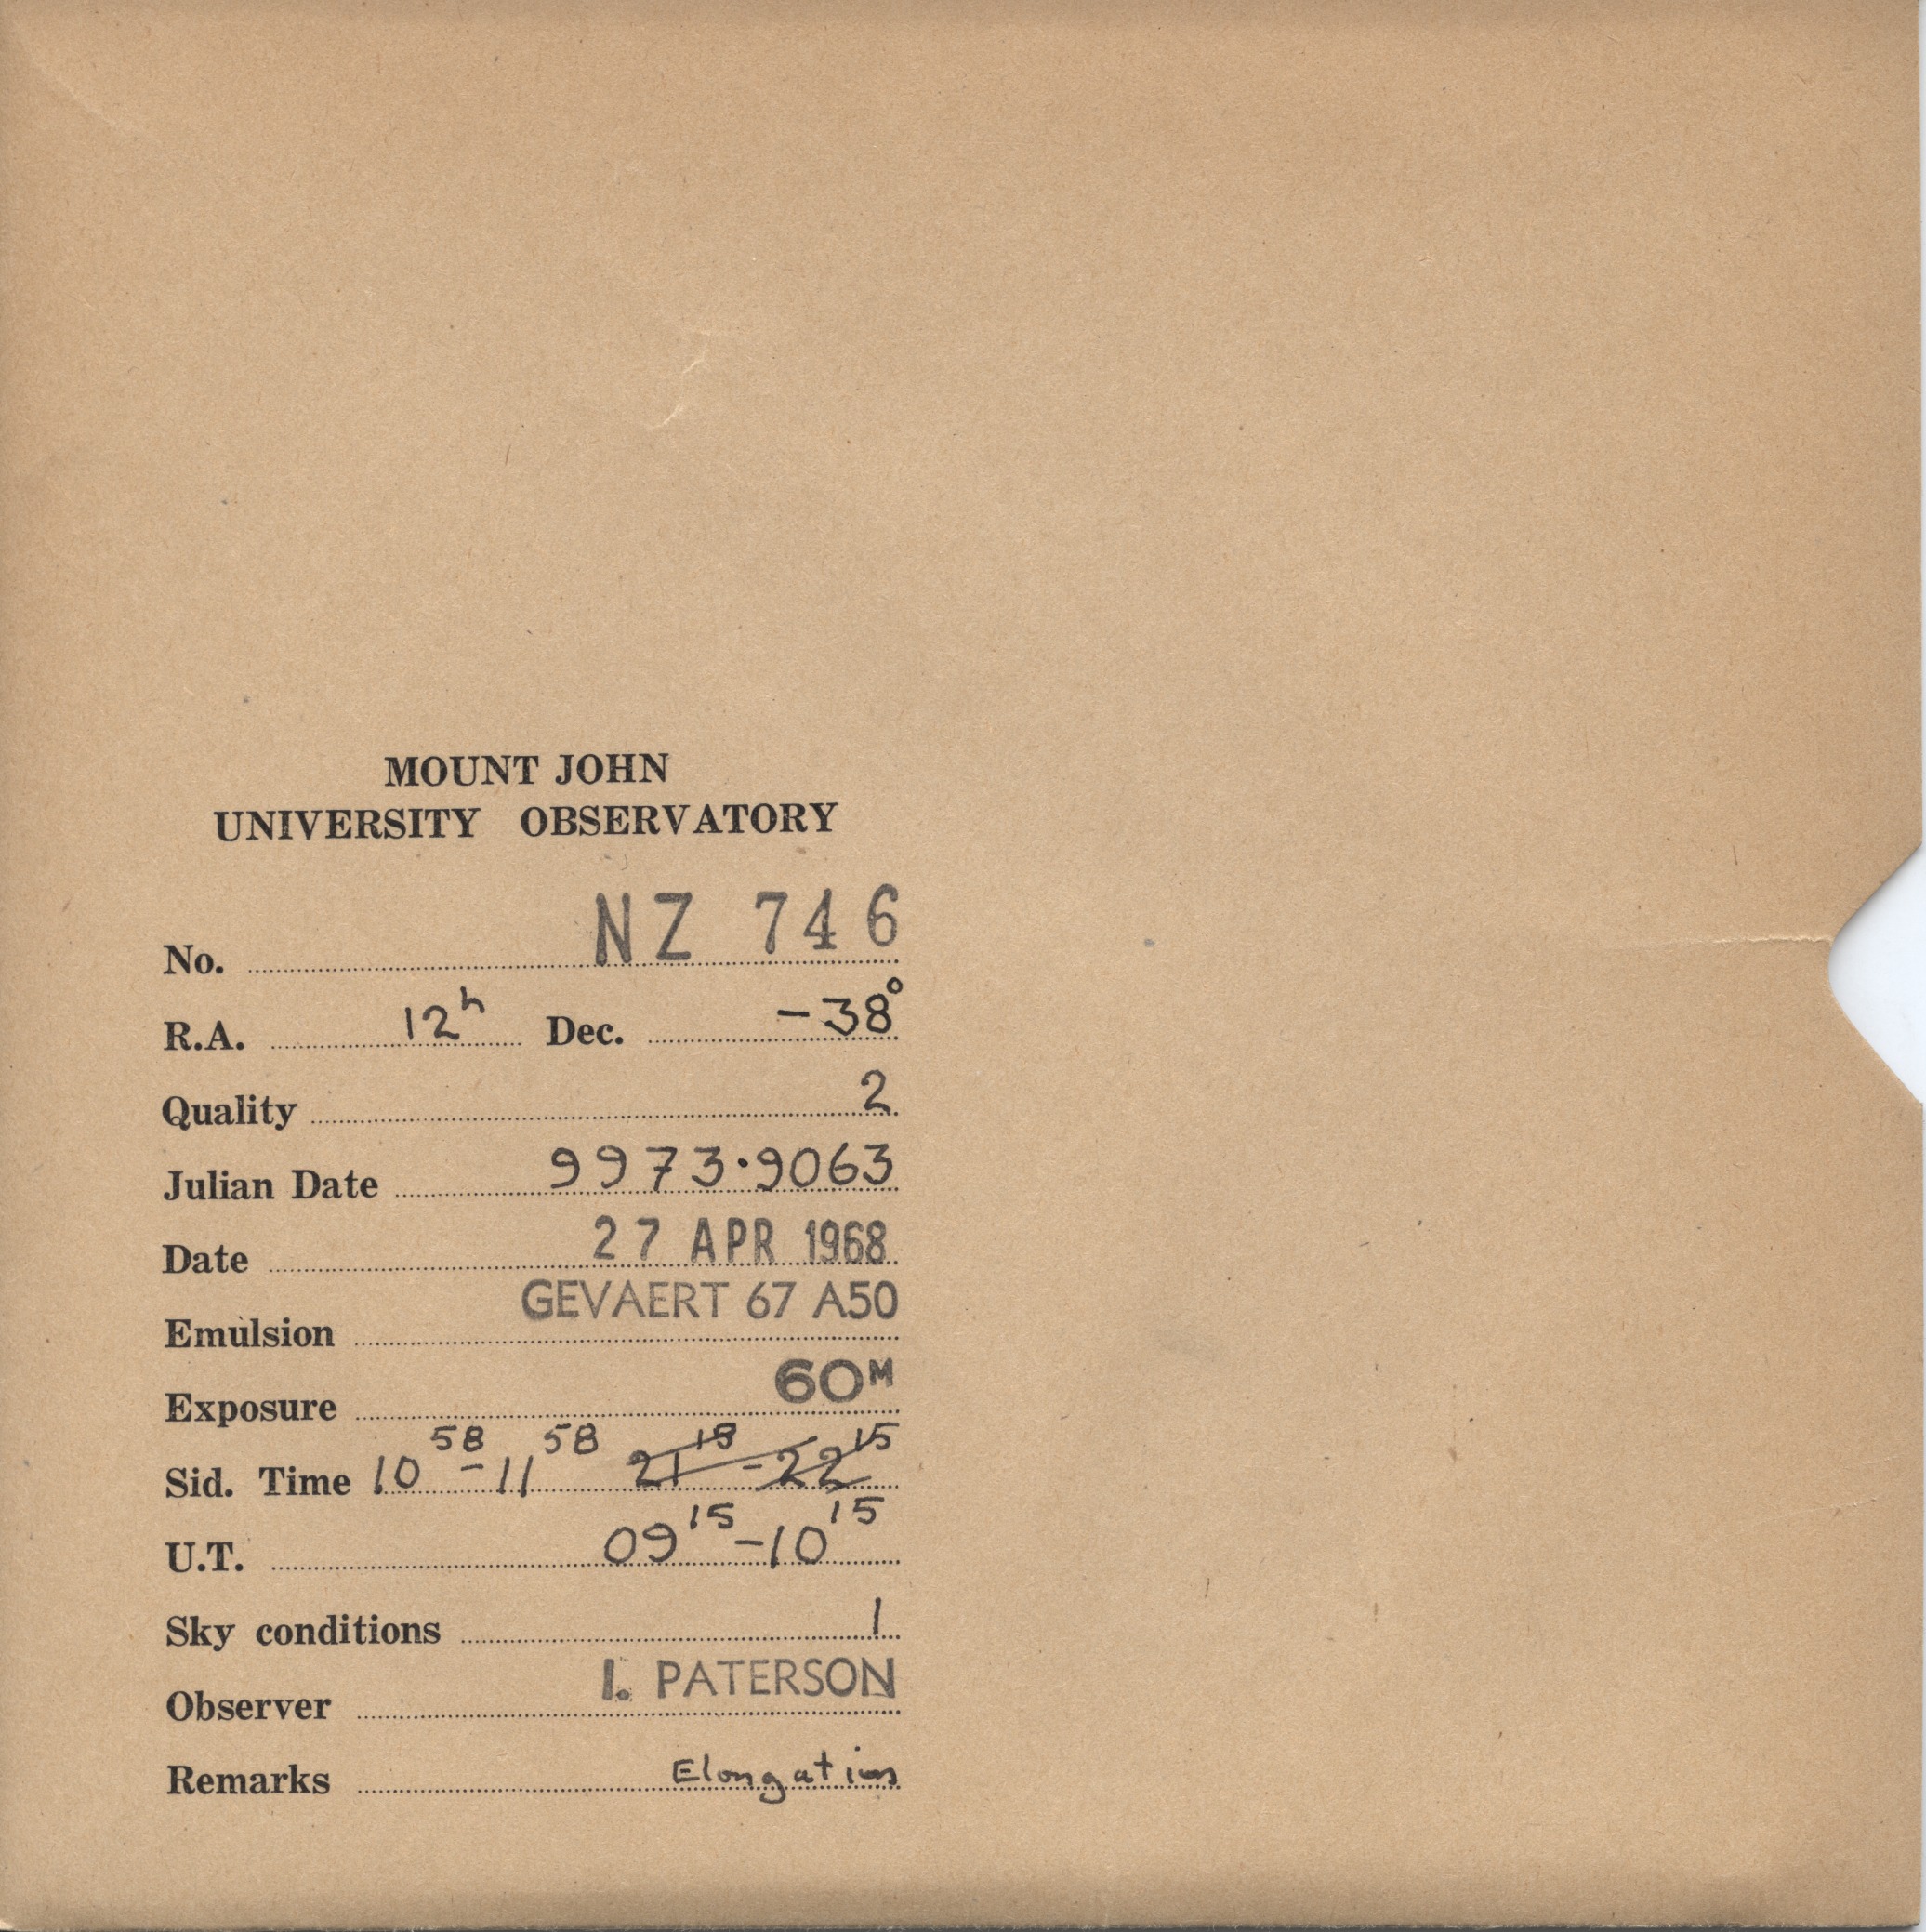 MOUNT JOHN
UNIVERSITY OBSERVATORY
No. NZ 746
R.A. 12h Dec. -38°
Quality 2
Julian Date 9973.9063
Date 27 APR 1968
Emulsion GEVAERT 67 A50
Exposure 60M
Sid. Time 10 58 - 11 58 21 - 22 15
U.T. 09 15 - 10 15
Sky conditions 1
Observer I. PATERSON
Remarks Elongation